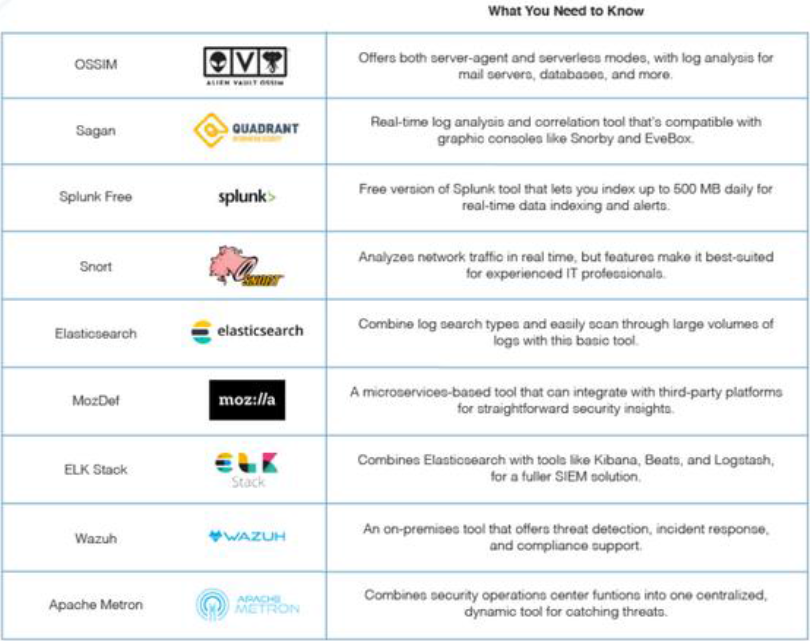 What You Need to Know
OSSIM
ALIEN VAULT OSSIM
Offers both server-agent and serverless modes, with log analysis for
mail servers, databases, and more.
Sagan
QUADRANT
Real-time log analysis and correlation tool that's compatible with
graphic consoles like Snorby and EveBox.
Splunk Free
splunk>
Free version of Splunk tool that lets you index up to 500 MB daily for
real-time data indexing and alerts.
Snort
SNORT
Analyzes network traffic in real time, but features make it best-suited
for experienced IT professionals.
Elasticsearch
elasticsearch
Combine log search types and easily scan through large volumes of
logs with this basic tool.
MozDef
moz://a
A microservices-based tool that can integrate with third-party platforms
for straightforward security insights.
ELK Stack
ELK
Stack
Combines Elasticsearch with tools like Kibana, Beats, and Logstash,
for a fuller SIEM solution.
Wazuh
WAZUH
An on-premises tool that offers threat detection, incident response,
and compliance support.
Apache Metron
APACHE
METRON
Combines security operations center funtions into one centralized,
dynamic tool for catching threats.